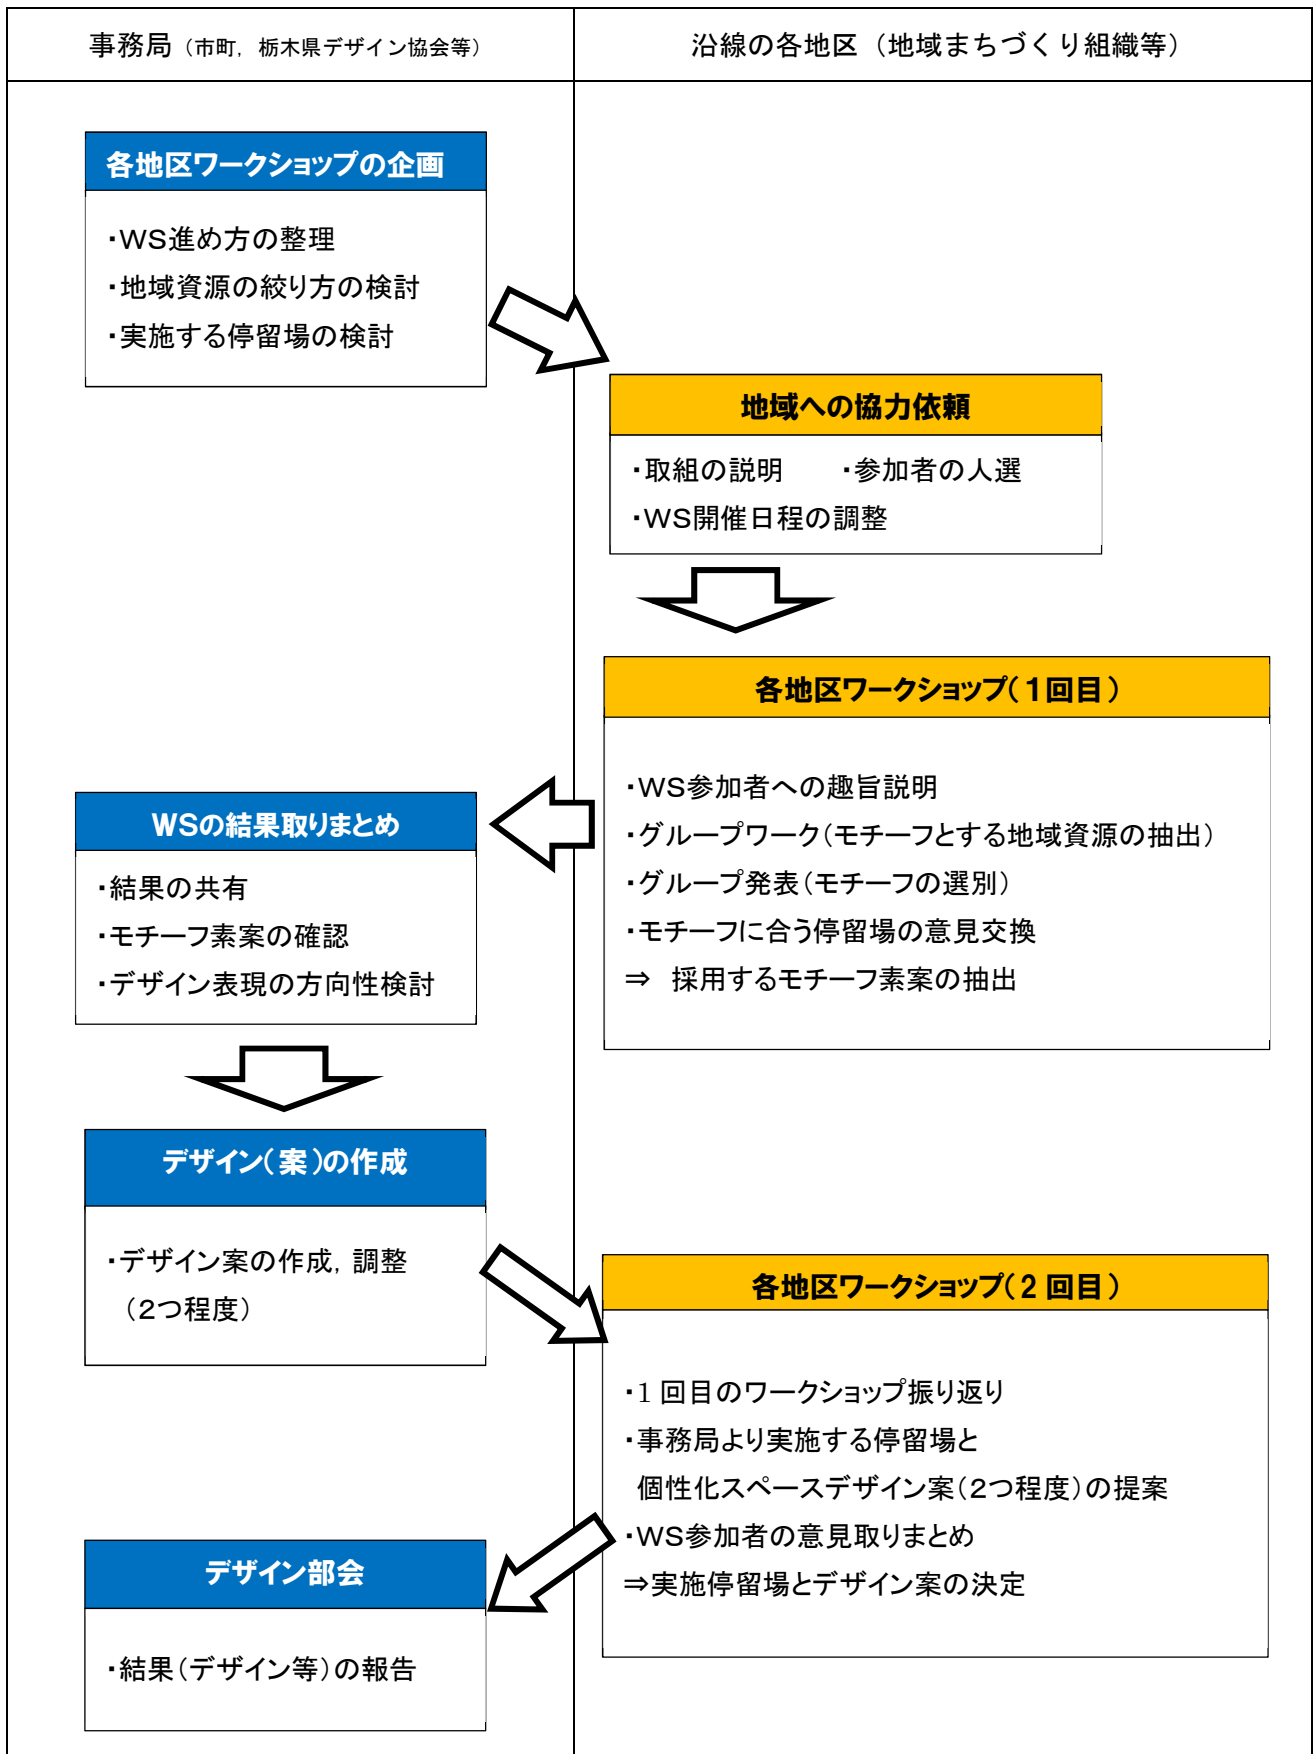 事務局（市町，栃木県デザイン協会等）
沿線の各地区（地域まちづくり組織等）
各地区ワークショップの企画
・ＷＳ進め方の整理
・地域資源の絞り方の検討
・実施する停留場の検討
地域への協力依頼
・取組の説明　　・参加者の人選
・ＷＳ開催日程の調整
各地区ワークショップ（１回目）
・ＷＳ参加者への趣旨説明
・グループワーク（モチーフとする地域資源の抽出）
・グループ発表（モチーフの選別）
・モチーフに合う停留場の意見交換
⇒　採用するモチーフ素案の抽出
ＷＳの結果取りまとめ
・結果の共有
・モチーフ素案の確認
・デザイン表現の方向性検討
デザイン（案）の作成
・デザイン案の作成，調整
（２つ程度）
各地区ワークショップ（２回目）
・1 回目のワークショップ振り返り
・事務局より実施する停留場と
個性化スペースデザイン案（２つ程度）の提案
・ＷＳ参加者の意見取りまとめ
⇒実施停留場とデザイン案の決定
デザイン部会
・結果（デザイン等）の報告